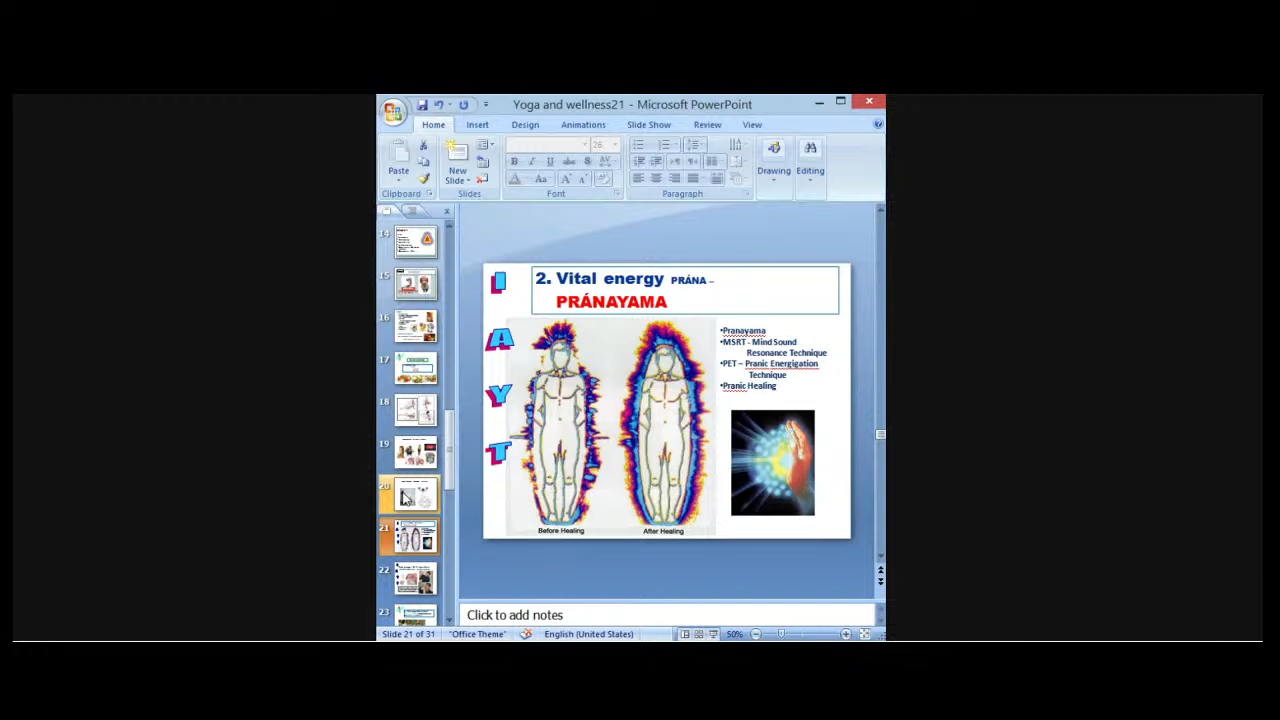 Yoga and wellness21 - Microsoft PowerPoint
Home Insert Design Animations Slide Show Review View
Paste
New
Slide
26
Drawing
Editing
Clipboard
Slides
Font
Paragraph
14
15
16
17
18
19
20
21
22
23
I
A
Y
T
2. Vital energy PRÁNA –
PRÁNAYAMA
•Pranayama
•MSRT - Mind Sound
Resonance Technique
•PET – Pranic Energigation
Technique
•Pranic Healing
Before Healing
After Healing
Click to add notes
Slide 21 of 31
"Office Theme"
English (United States)
50%